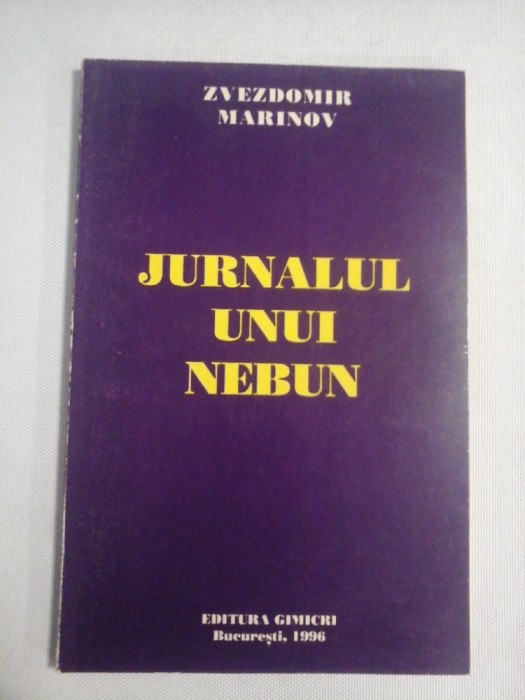 ZVEZDOMIR
MARINOV
JURNALUL
UNUI
NEBUN
EDITURA GIMICRI
București, 1996